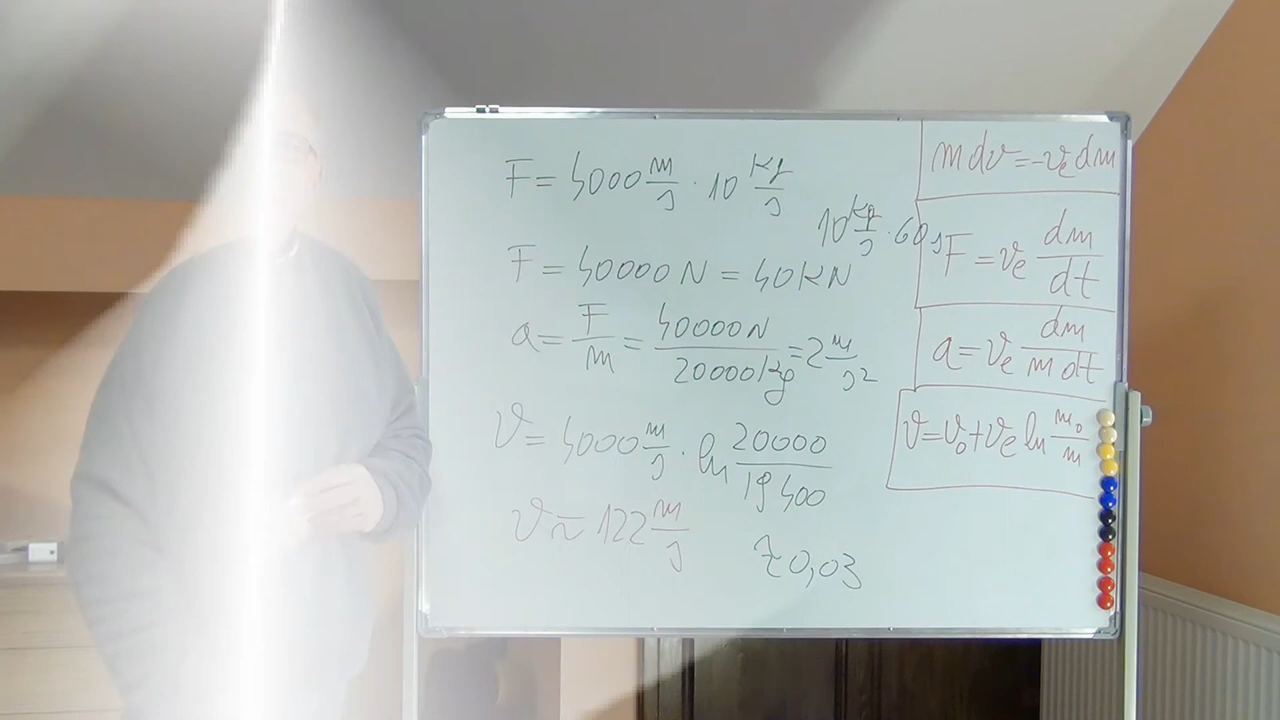 F = 4000 m/s · 10 kg/s
10 kg/s · 60s
F = 40000 N = 40 kN
a = F/m = 40000 N/20000 kg = 2 m/s²
v = 4000 m/s · ln 20000/19400
v ≈ 122 m/s
≈ 0,03
m dv = -vₑ dm
F = vₑ dm/dt
a = vₑ dm/m dt
v = v₀ + vₑ ln m₀/m